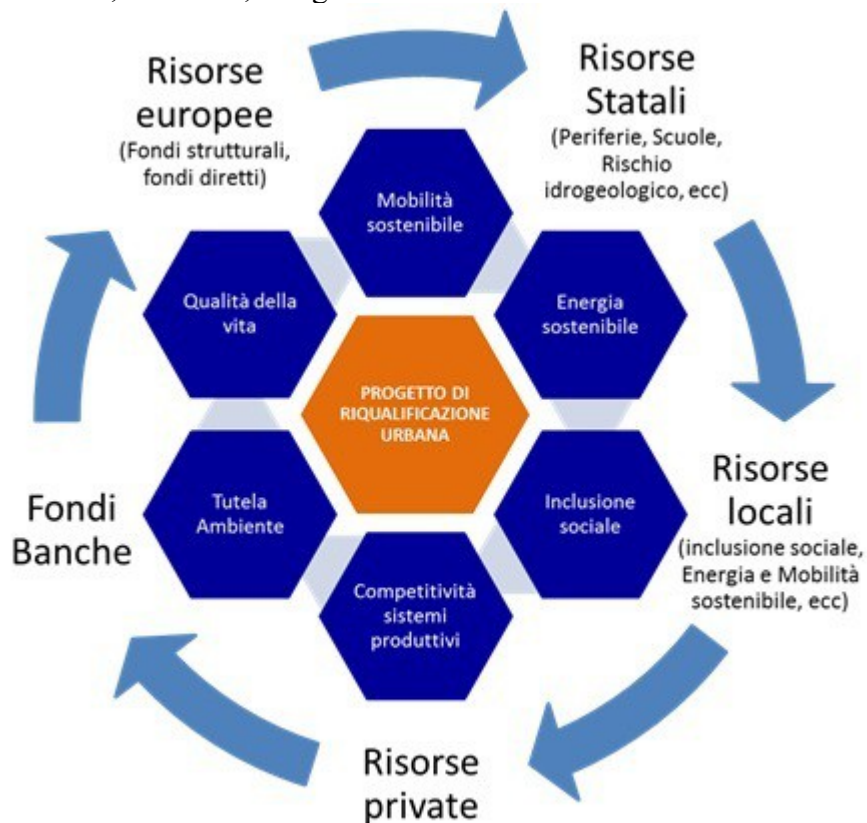 Risorse
europee
(Fondi strutturali,
fondi diretti)
Risorse
Statali
(Periferie, Scuole,
Rischio
idrogeologico, ecc)
Mobilità
sostenibile
Qualità della
vita
Energia
sostenibile
PROGETTO DI
RIQUALIFICAZIONE
URBANA
Tutela
Ambiente
Inclusione
sociale
Competitività
sistemi
produttivi
Fondi
Banche
Risorse
locali
(inclusione sociale,
Energia e Mobilità
sostenibile, ecc)
Risorse
private